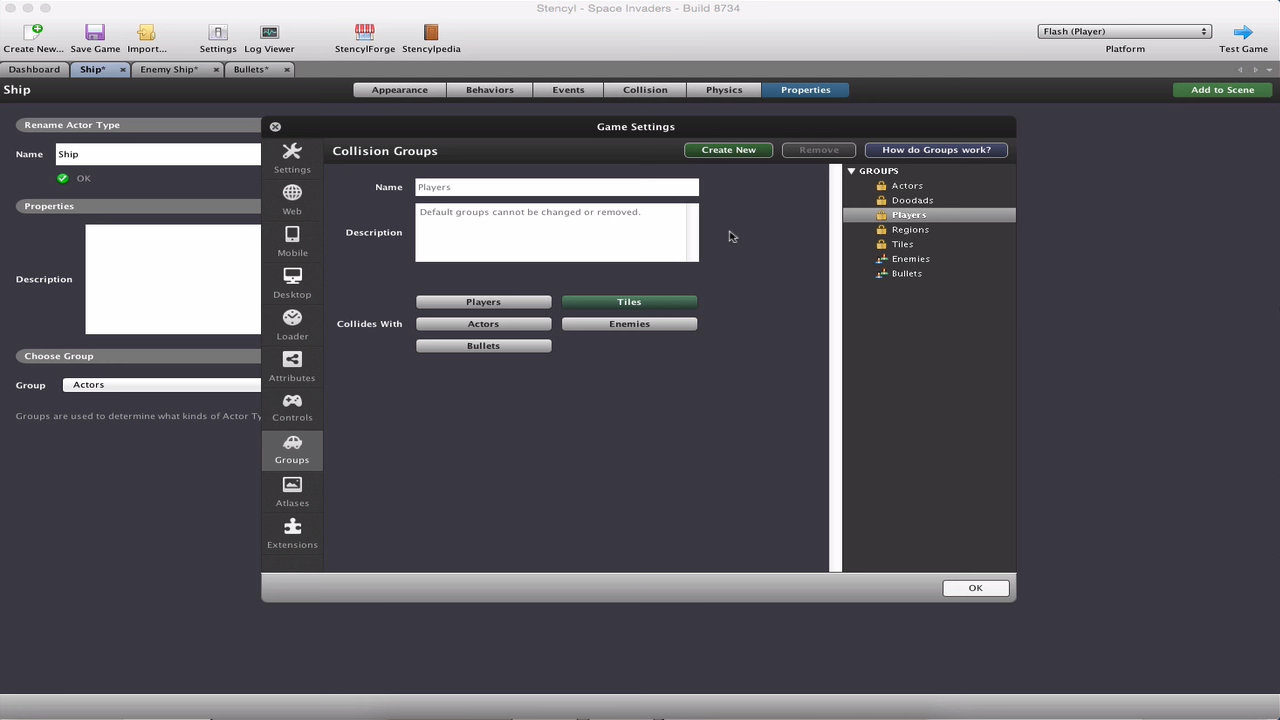 Stencyl - Space Invaders - Build 8734
Create New... Save Game Import... Settings Log Viewer StencylForge Stencylpedia Flash (Player) Platform Test Game
Dashboard Ship* Enemy Ship* Bullets*
Ship Appearance Behaviors Events Collision Physics Properties Add to Scene
Rename Actor Type
Name Ship
OK
Properties
Description
Choose Group
Group Actors
Groups are used to determine what kinds of Actor Ty
Game Settings
Settings
Web
Mobile
Desktop
Loader
Attributes
Controls
Groups
Atlases
Extensions
Collision Groups Create New Remove How do Groups work?
Name Players
Description Default groups cannot be changed or removed.
Collides With
Players Tiles
Actors Enemies
Bullets
GROUPS
Actors
Doodads
Players
Regions
Tiles
Enemies
Bullets
OK